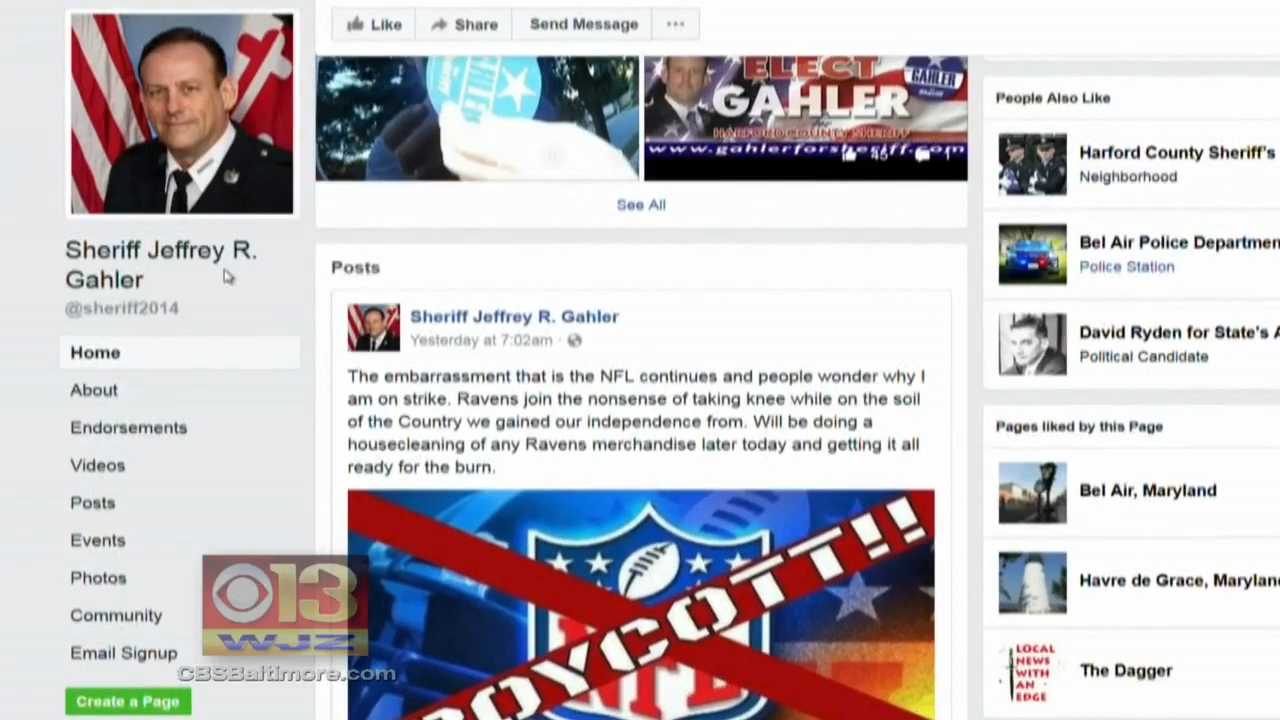 Like
Share
Send Message
ELECT
GAHLER
for
HARFORD COUNTY SHERIFF
www.gahlerforsheriff.com
45
1
GAHLER
See All
Sheriff Jeffrey R.
Gahler
@sheriff2014
Home
About
Endorsements
Videos
Posts
Events
Photos
Community
Email Signup
Create a Page
Posts
Sheriff Jeffrey R. Gahler
Yesterday at 7:02am ·
The embarrassment that is the NFL continues and people wonder why I
am on strike. Ravens join the nonsense of taking knee while on the soil
of the Country we gained our independence from. Will be doing a
housecleaning of any Ravens merchandise later today and getting it all
ready for the burn.
BOYCOTT!!
NFL
People Also Like
Harford County Sheriff's
Neighborhood
Bel Air Police Departmen
Police Station
David Ryden for State's A
Political Candidate
Pages liked by this Page
Bel Air, Maryland
Havre de Grace, Maryland
LOCAL
NEWS
WITH
AN
EDGE
The Dagger
13
WJZ
CBSBaltimore.com